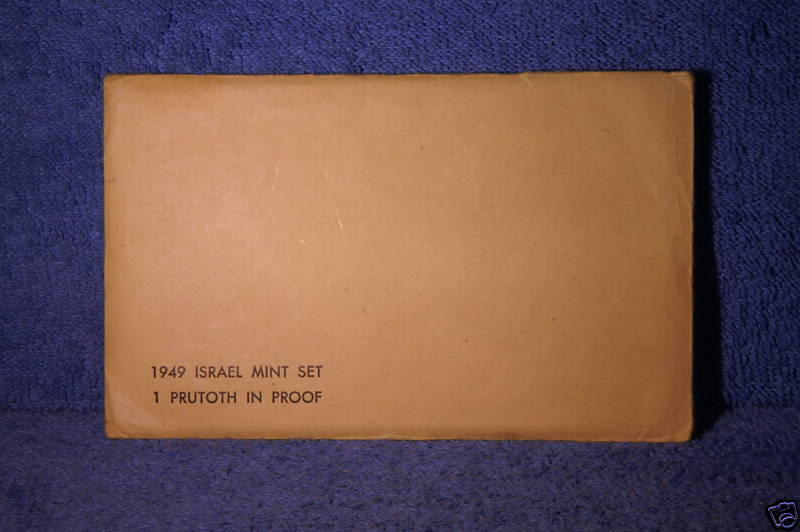 1949 ISRAEL MINT SET
1 PRUTOTH IN PROOF